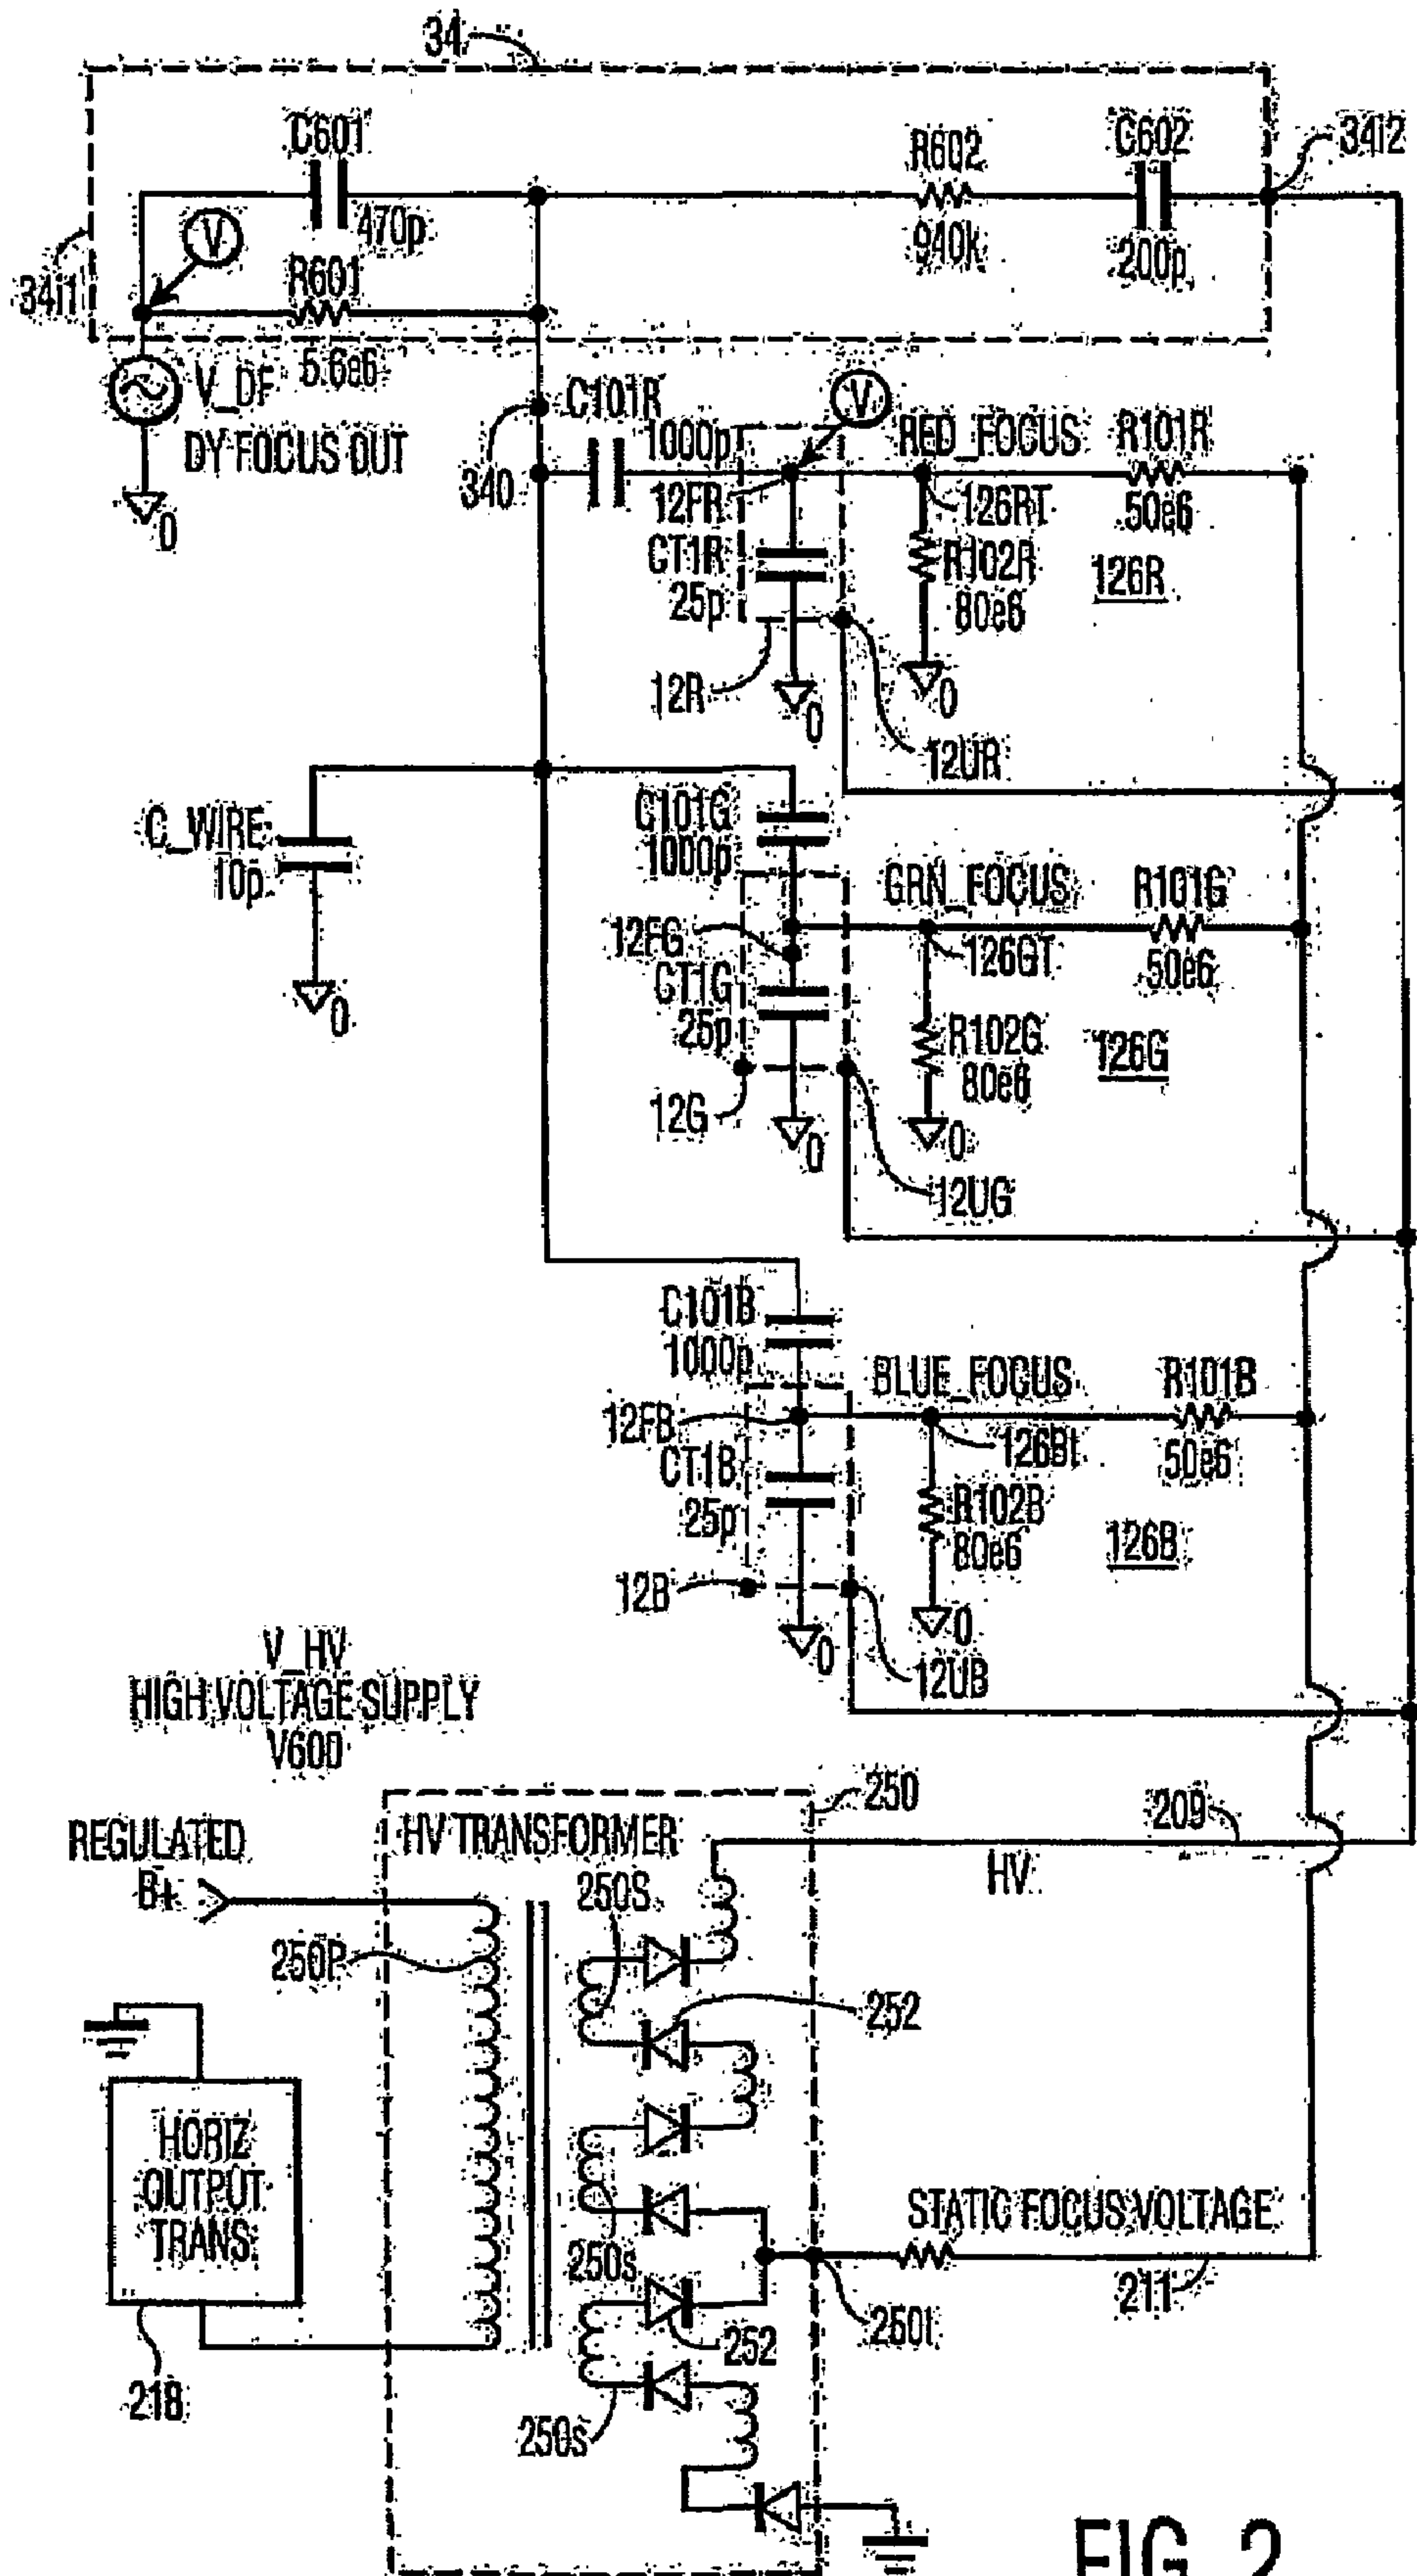 34
C601
470p
R601
5.6e6
V
34i1
R602
940k
C602
200p
34i2
V_DF
DY FOCUS OUT
0
340
C101R
1000p
V
RED_FOCUS
R101R
50e6
12FR
126RT
CT1R
25p
R102R
80e6
126R
12R
0
0
12UR
C_WIRE
10p
0
C101G
1000p
GRN_FOCUS
R101G
50e6
12FG
126GT
CT1G
25p
R102G
80e6
126G
12G
0
0
12UG
C101B
1000p
BLUE_FOCUS
R101B
50e6
12FB
126Bt
CT1B
25p
R102B
80e6
126B
12B
0
0
12UB
V_HV
HIGH VOLTAGE SUPPLY
V600
250
209
HV
REGULATED
B+
HV TRANSFORMER
250S
250P
252
HORIZ
OUTPUT
TRANS.
218
250s
252
250s
STATIC FOCUS VOLTAGE
250t
211
FIG. 2